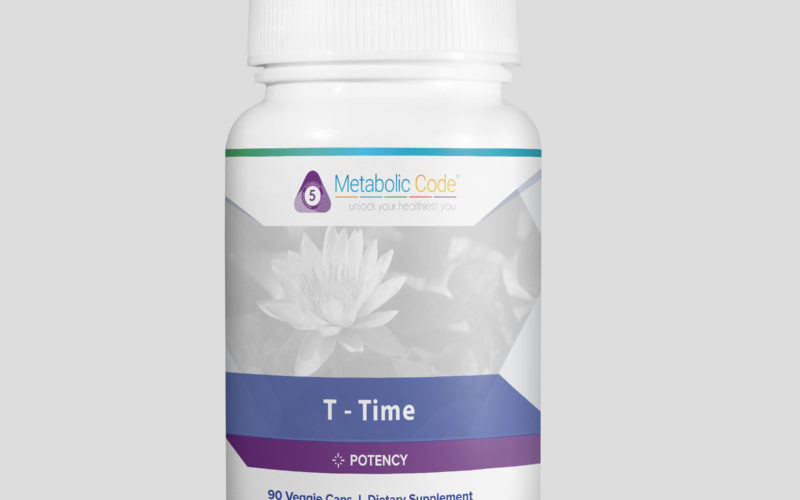 5
Metabolic Code®
unlock your healthiest you
T - Time
POTENCY
90 Veggie Caps | Dietary Supplement